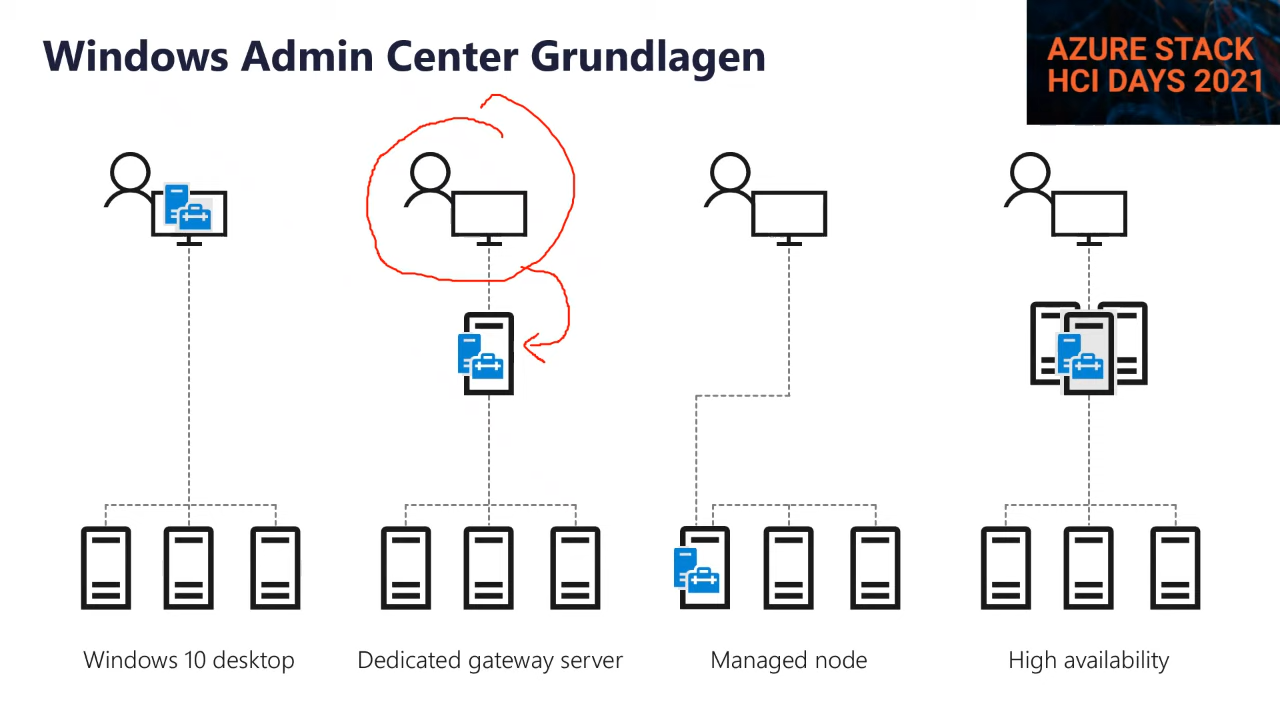 Windows Admin Center Grundlagen
AZURE STACK
HCI DAYS 2021
Windows 10 desktop
Dedicated gateway server
Managed node
High availability